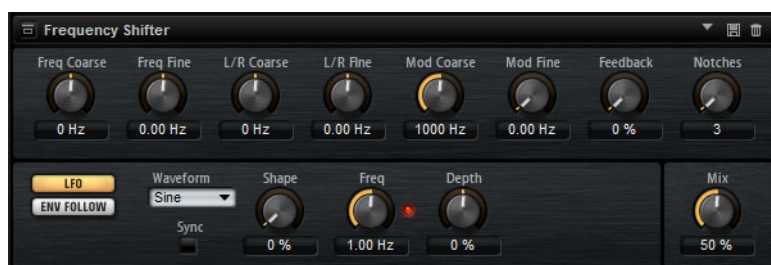 Frequency Shifter
Freq Coarse Freq Fine L/R Coarse L/R Fine Mod Coarse Mod Fine Feedback Notches
0 Hz 0.00 Hz 0 Hz 0.00 Hz 1000 Hz 0.00 Hz 0 % 3
LFO Waveform Shape Freq Depth Mix
Sine
ENV FOLLOW
Sync
0 % 1.00 Hz 0 % 50 %